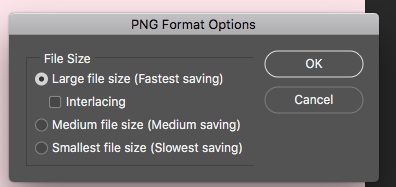 PNG Format Options
File Size
Large file size (Fastest saving)
OK
Interlacing
Cancel
Medium file size (Medium saving)
Smallest file size (Slowest saving)